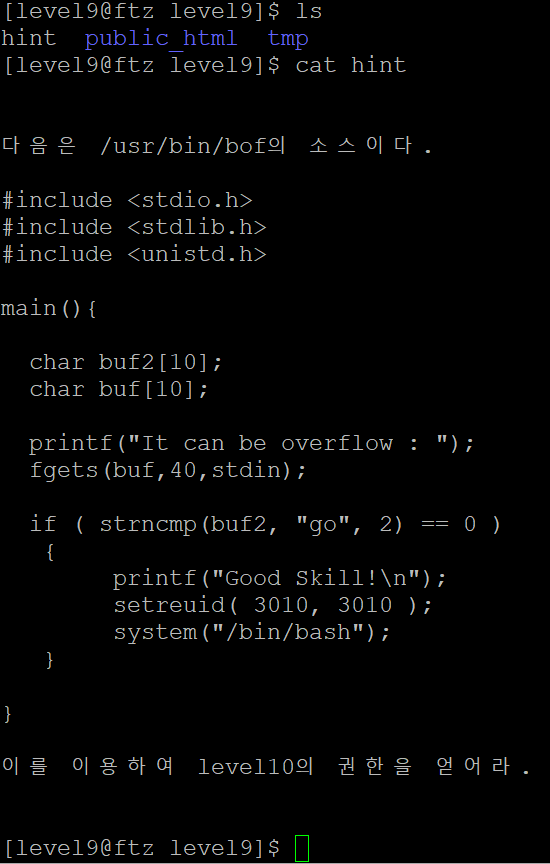 [level9@ftz level9]$ ls
hint  public_html  tmp
[level9@ftz level9]$ cat hint
다음은 /usr/bin/bof의 소스이다.
#include <stdio.h>
#include <stdlib.h>
#include <unistd.h>
main(){
  char buf2[10];
  char buf[10];
  printf("It can be overflow : ");
  fgets(buf,40,stdin);
  if ( strncmp(buf2, "go", 2) == 0 )
   {
        printf("Good Skill!\n");
        setreuid( 3010, 3010 );
        system("/bin/bash");
   }
}
이를 이용하여 level10의 권한을 얻어라.
[level9@ftz level9]$